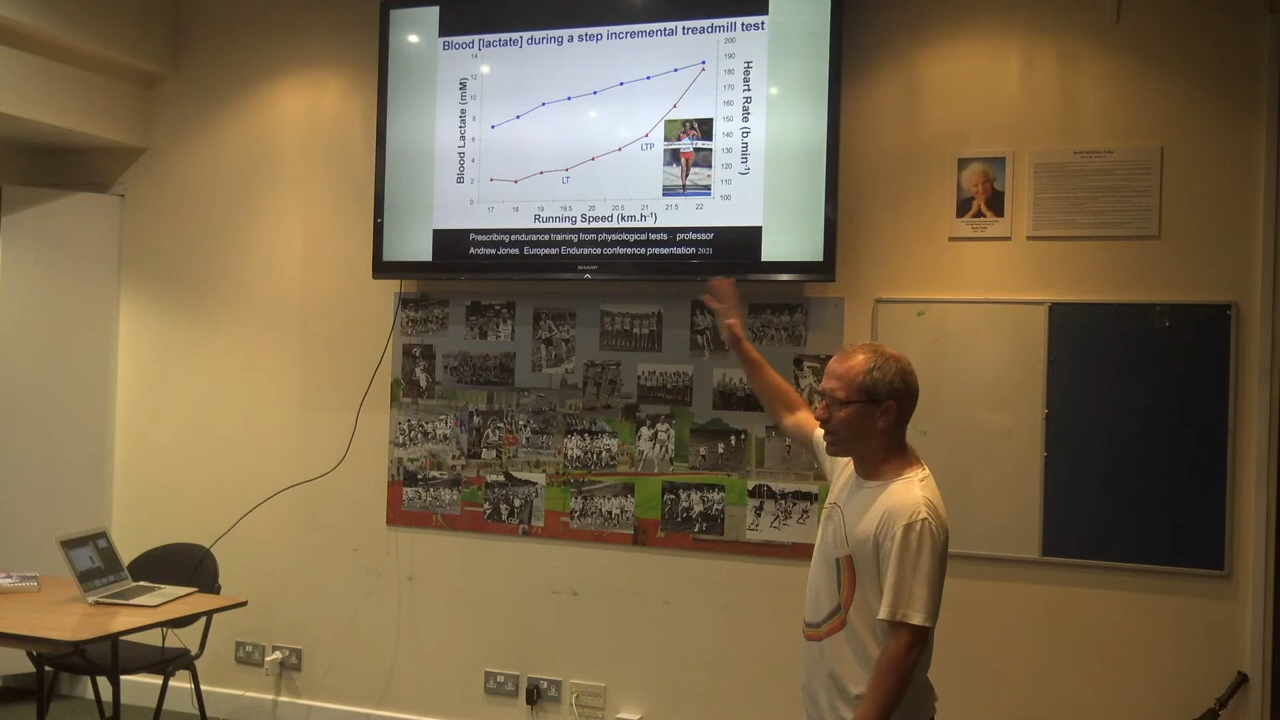 Blood [lactate] during a step incremental treadmill test
Blood Lactate (mM)
14
12
10
8
6
4
2
0
200
190
180
170
160
150
140
130
120
110
100
Heart Rate (b.min-1)
LT
LTP
17 18 19 19.5 20 20.5 21 21.5 22
Running Speed (km.h-1)
Prescribing endurance training from physiological tests - professor
Andrew Jones. European Endurance conference presentation 2021
SHARP